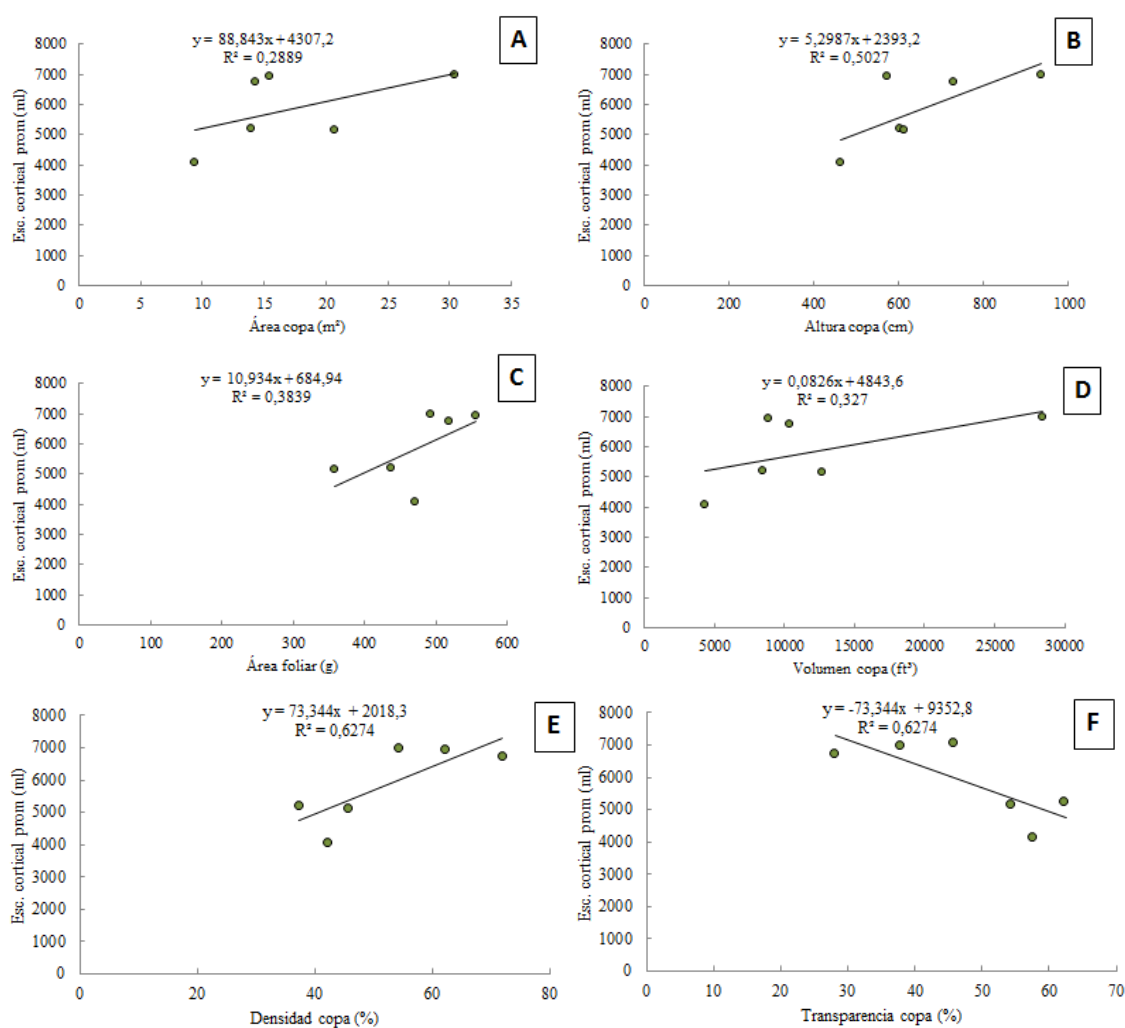 y = 88,843x + 4307,2
R² = 0,2889
A
8000
7000
6000
5000
4000
3000
2000
1000
0
Esc. cortical prom (ml)
0 5 10 15 20 25 30 35
Área copa (m²)
y = 5,2987x + 2393,2
R² = 0,5027
B
8000
7000
6000
5000
4000
3000
2000
1000
0
Esc. cortical prom (ml)
0 200 400 600 800 1000
Altura copa (cm)
y = 10,934x + 684,94
R² = 0,3839
C
8000
7000
6000
5000
4000
3000
2000
1000
0
Esc. cortical prom (ml)
0 100 200 300 400 500 600
Área foliar (g)
y = 0,0826x + 4843,6
R² = 0,327
D
8000
7000
6000
5000
4000
3000
2000
1000
0
Esc. cortical prom (ml)
0 5000 10000 15000 20000 25000 30000
Volumen copa (ft³)
y = 73,344x + 2018,3
R² = 0,6274
E
8000
7000
6000
5000
4000
3000
2000
1000
0
Esc. cortical prom (ml)
0 20 40 60 80
Densidad copa (%)
y = -73,344x + 9352,8
R² = 0,6274
F
8000
7000
6000
5000
4000
3000
2000
1000
0
Esc. cortical prom (ml)
0 10 20 30 40 50 60 70
Transparencia copa (%)